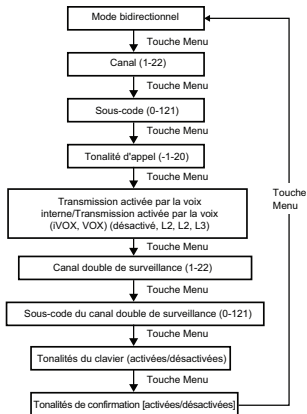 Mode bidirectionnel
Touche Menu
Canal (1-22)
Touche Menu
Sous-code (0-121)
Touche Menu
Tonalité d'appel (-1-20)
Touche Menu
Transmission activée par la voix
interne/Transmission activée par la voix
(iVOX, VOX) (désactivé, L2, L2, L3)
Touche Menu
Canal double de surveillance (1-22)
Touche Menu
Sous-code du canal double de surveillance (0-121)
Touche Menu
Tonalités du clavier (activées/désactivées)
Touche Menu
Tonalités de confirmation [activées/désactivées]
Touche
Menu